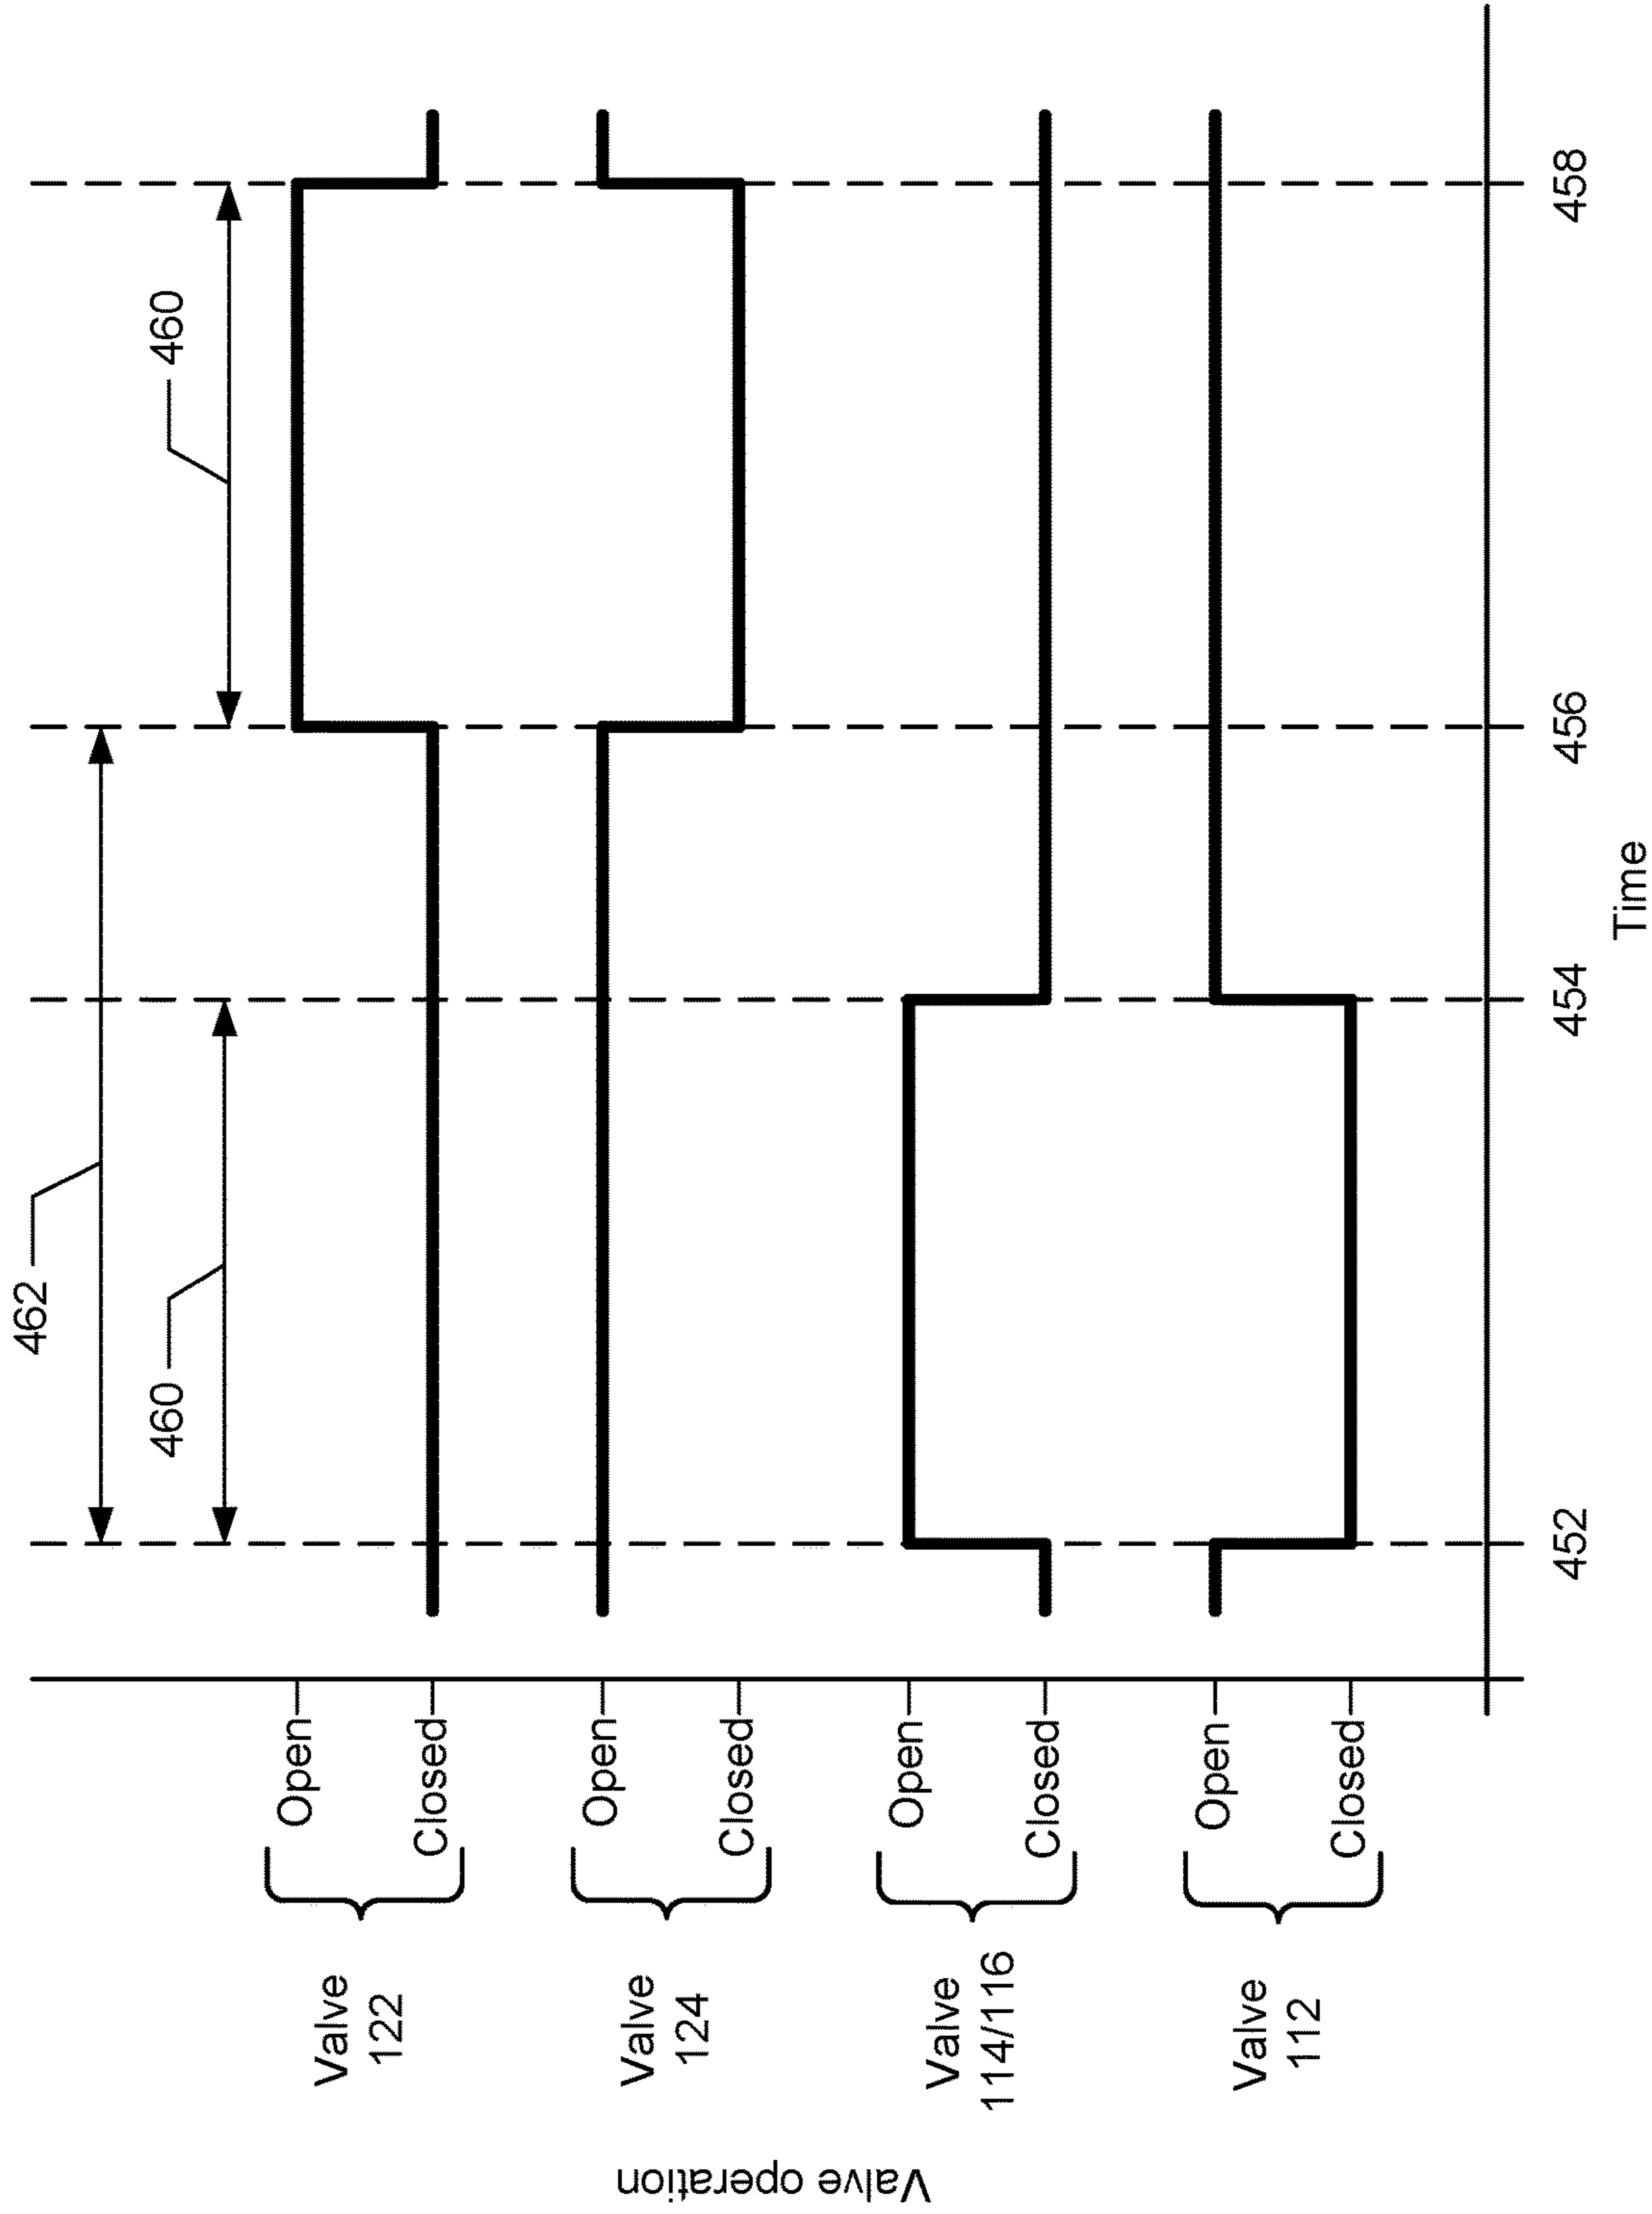 462
460
460
Valve
122
Open
Closed
Valve
124
Open
Closed
Valve
114/116
Open
Closed
Valve
112
Open
Closed
Valve operation
452
454
456
458
Time